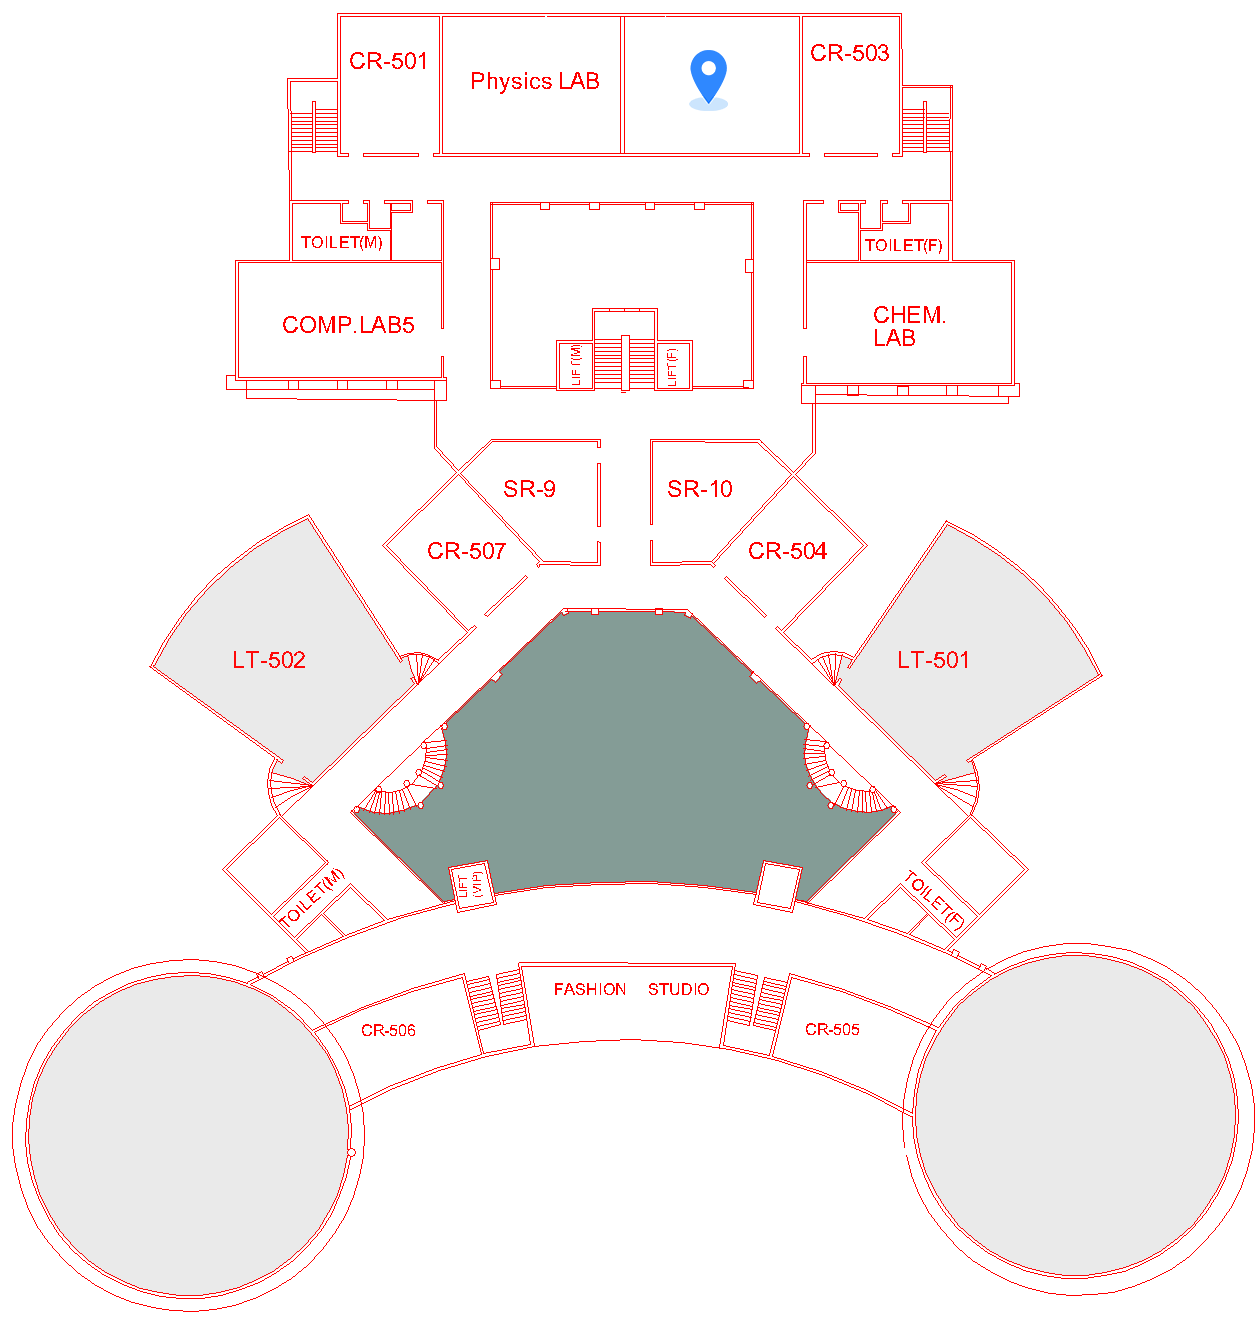 CR-501
Physics LAB
CR-503
TOILET(M)
TOILET(F)
COMP.LAB5
CHEM.
LAB
LIFT(M)
LIFT(F)
SR-9
SR-10
CR-507
CR-504
LT-502
LT-501
LIFT
(VIP)
TOILET(M)
TOILET(F)
FASHION STUDIO
CR-506
CR-505